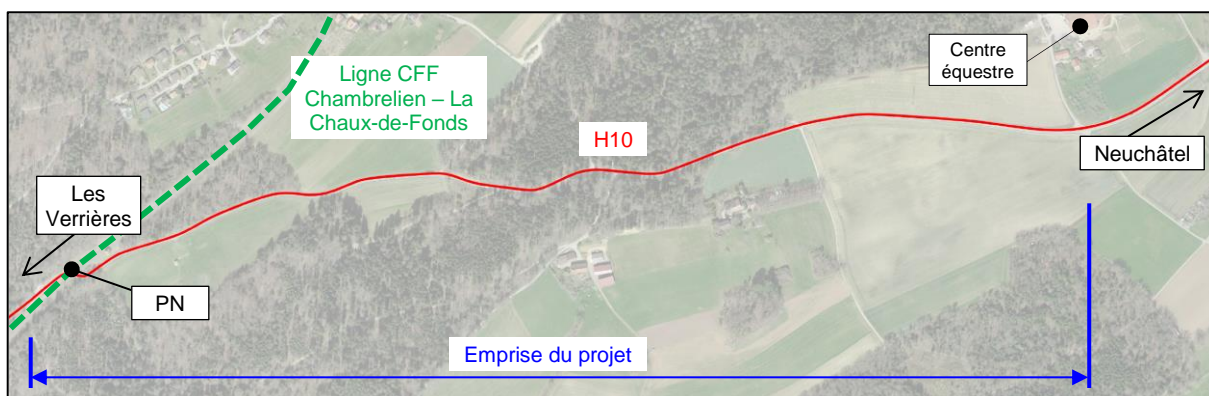 Ligne CFF
Chambrelien – La
Chaux-de-Fonds
Centre
équestre
H10
Neuchâtel
Les
Verrières
PN
Emprise du projet